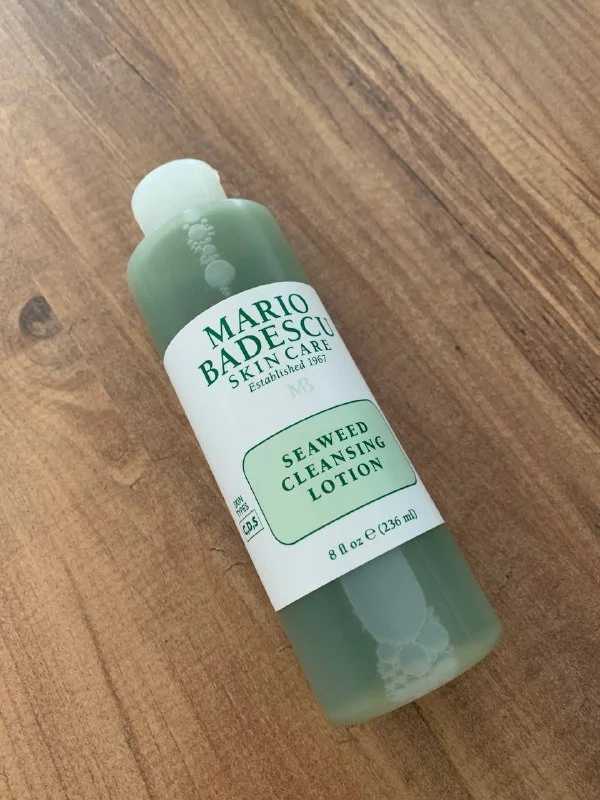 MARIO
BADESCU
SKIN CARE
Established 1967
MB
SEAWEED
CLEANSING
LOTION
SKIN
TYPES
C,D,S
8 fl oz ℮ (236 ml)